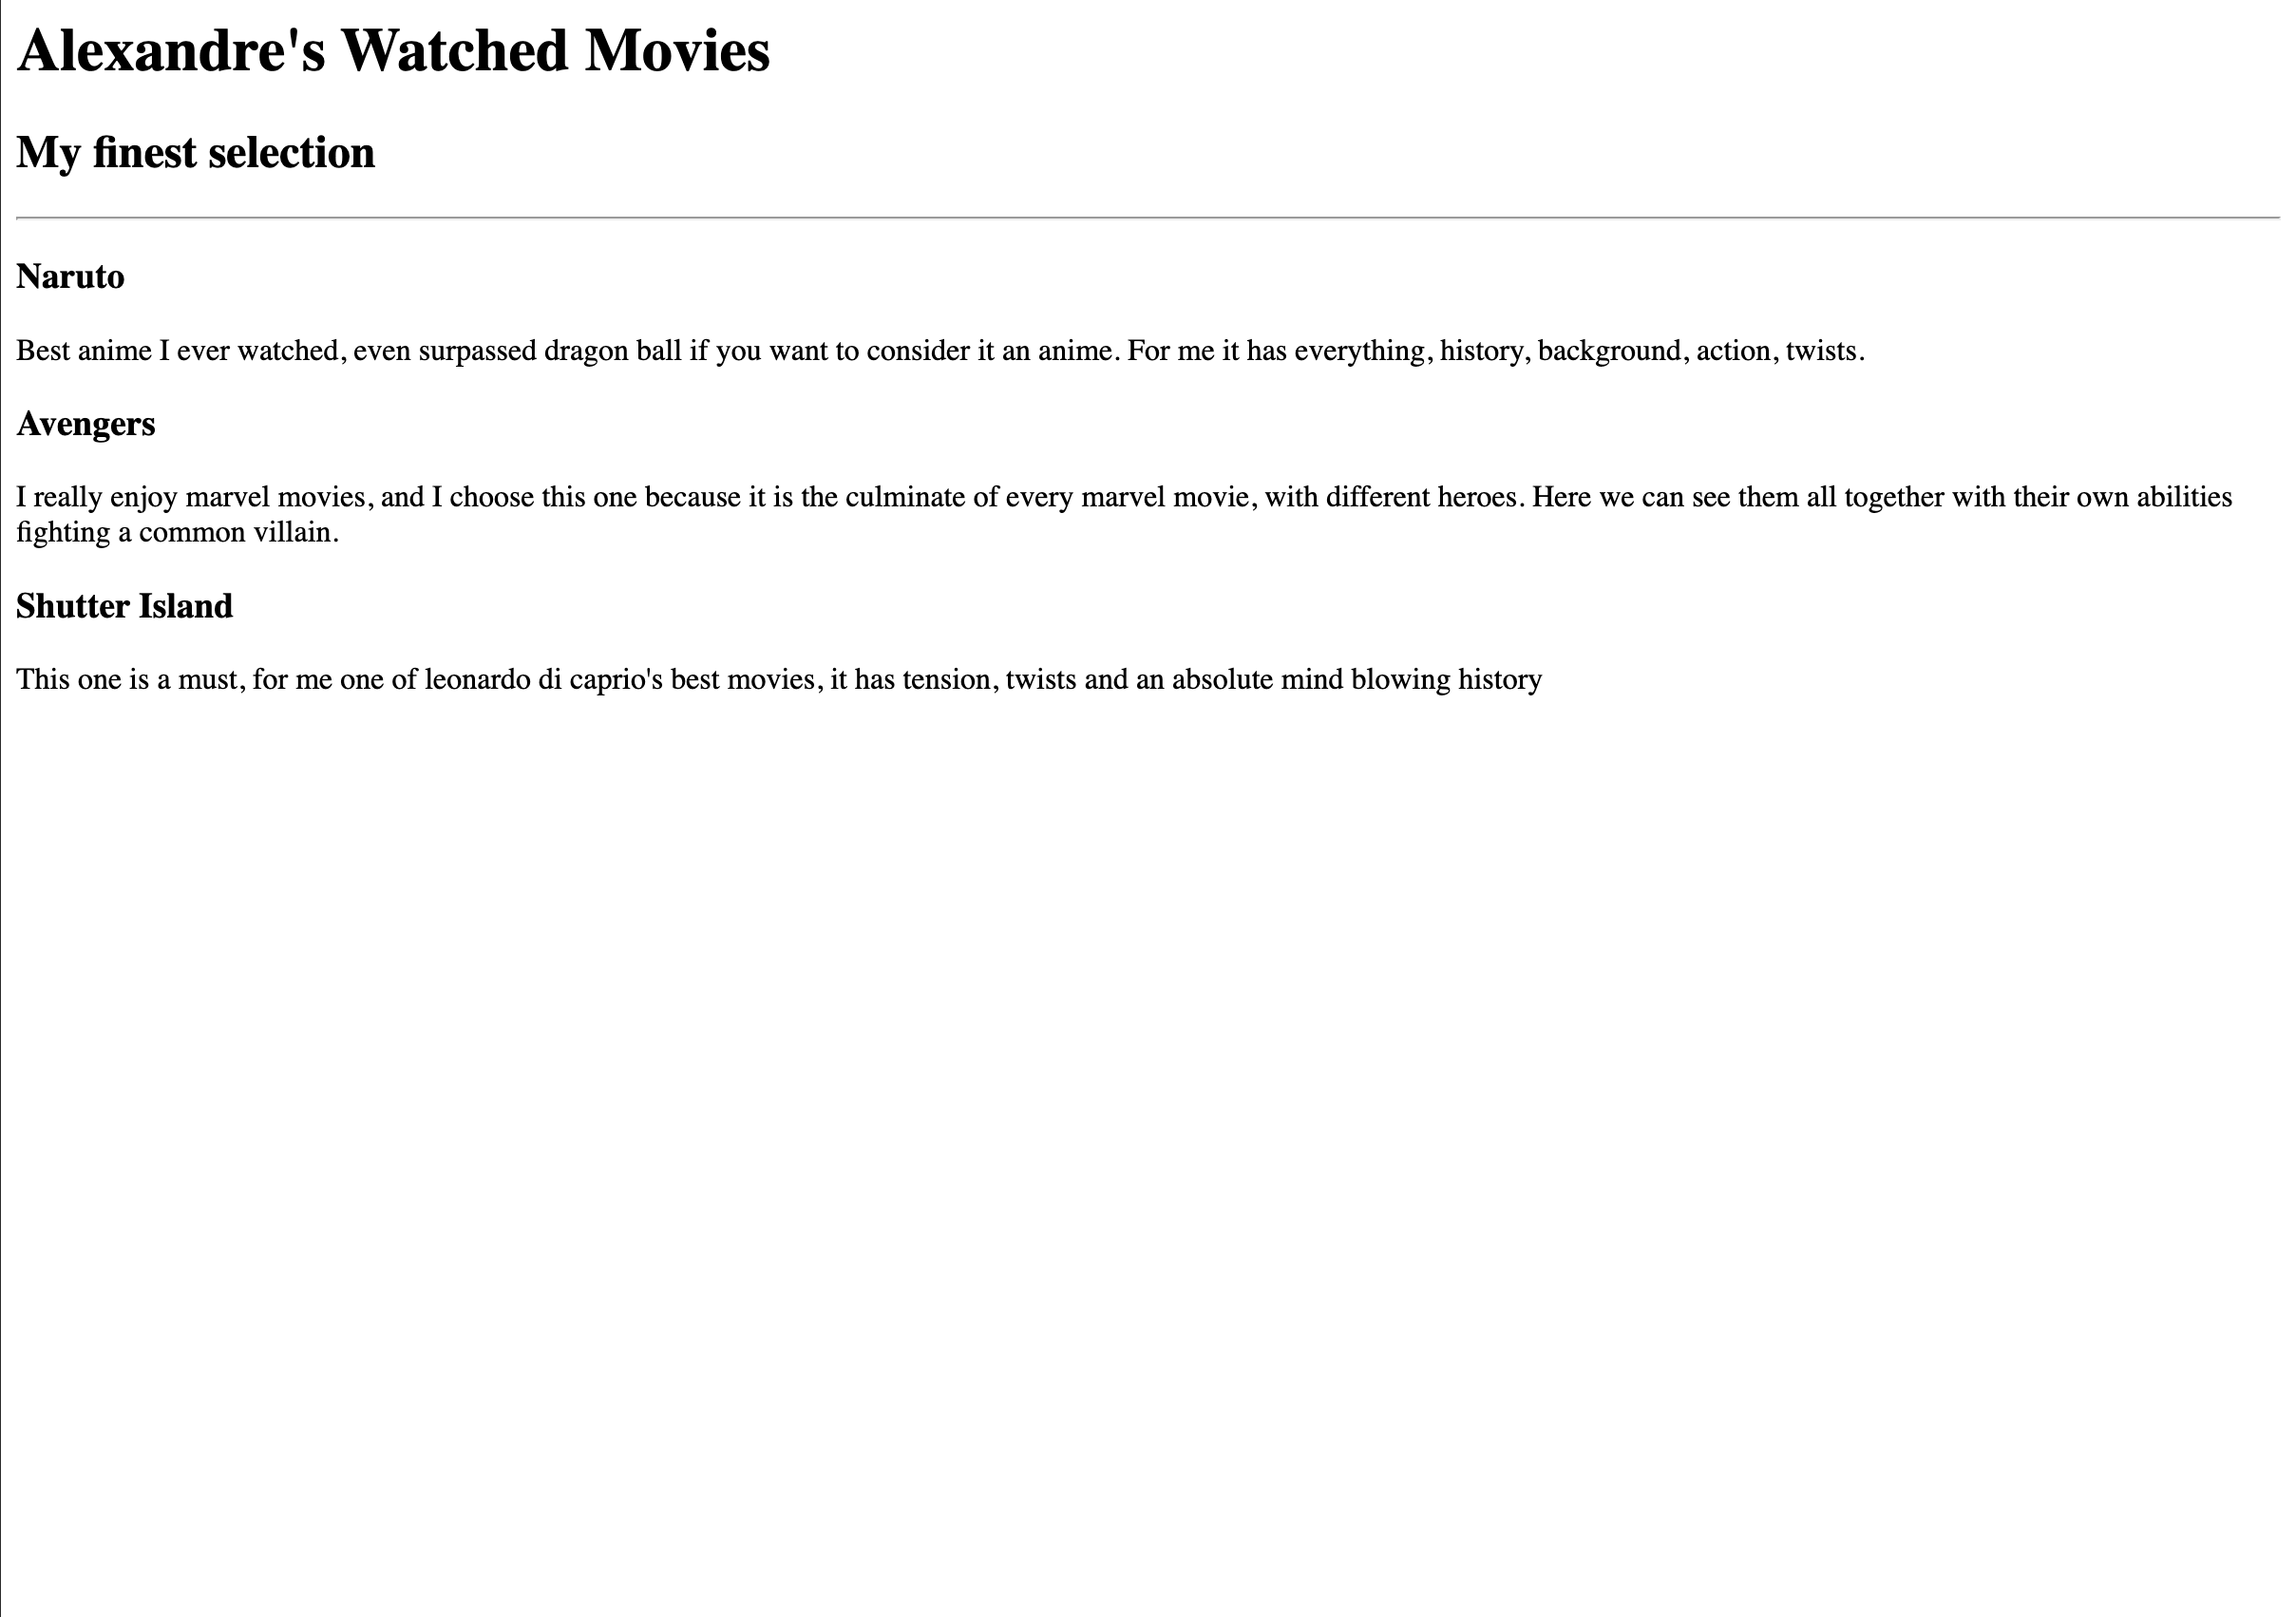 Alexandre's Watched Movies
My finest selection
Naruto
Best anime I ever watched, even surpassed dragon ball if you want to consider it an anime. For me it has everything, history, background, action, twists.
Avengers
I really enjoy marvel movies, and I choose this one because it is the culminate of every marvel movie, with different heroes. Here we can see them all together with their own abilities
fighting a common villain.
Shutter Island
This one is a must, for me one of leonardo di caprio's best movies, it has tension, twists and an absolute mind blowing history